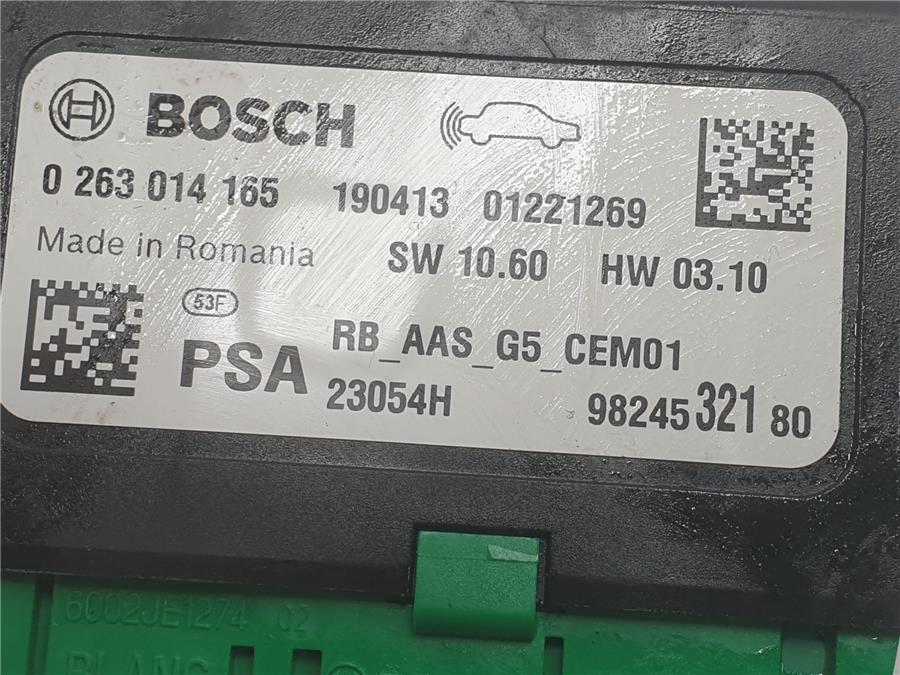 BOSCH
0 263 014 165 190413 01221269
Made in Romania SW 10.60 HW 03.10
53F
PSA RB_AAS_G5_CEM01
23054H 98245 321 80
6002JE1274 02